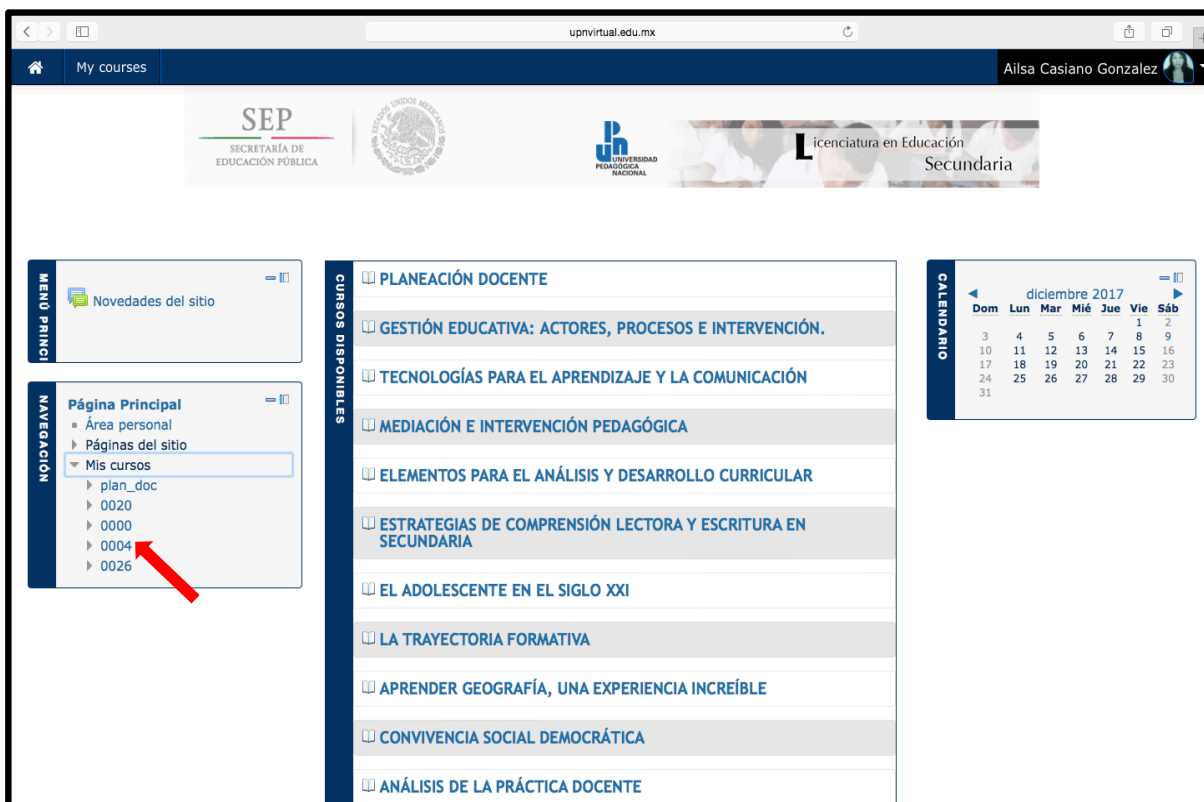 upnvirtual.edu.mx
My courses
Ailsa Casiano Gonzalez
SEP
SECRETARÍA DE
EDUCACIÓN PÚBLICA
ESTADOS UNIDOS MEXICANOS
UNIVERSIDAD
PEDAGÓGICA
NACIONAL
Licenciatura en Educación
Secundaria
MENÚ PRINCI
Novedades del sitio
NAVEGACIÓN
Página Principal
Área personal
Páginas del sitio
Mis cursos
plan_doc
0020
0000
0004
0026
CURSOS DISPONIBLES
PLANEACIÓN DOCENTE
GESTIÓN EDUCATIVA: ACTORES, PROCESOS E INTERVENCIÓN.
TECNOLOGÍAS PARA EL APRENDIZAJE Y LA COMUNICACIÓN
MEDIACIÓN E INTERVENCIÓN PEDAGÓGICA
ELEMENTOS PARA EL ANÁLISIS Y DESARROLLO CURRICULAR
ESTRATEGIAS DE COMPRENSIÓN LECTORA Y ESCRITURA EN
SECUNDARIA
EL ADOLESCENTE EN EL SIGLO XXI
LA TRAYECTORIA FORMATIVA
APRENDER GEOGRAFÍA, UNA EXPERIENCIA INCREÍBLE
CONVIVENCIA SOCIAL DEMOCRÁTICA
ANÁLISIS DE LA PRÁCTICA DOCENTE
CALENDARIO
diciembre 2017
Dom Lun Mar Mié Jue Vie Sáb
1 2
3 4 5 6 7 8 9
10 11 12 13 14 15 16
17 18 19 20 21 22 23
24 25 26 27 28 29 30
31